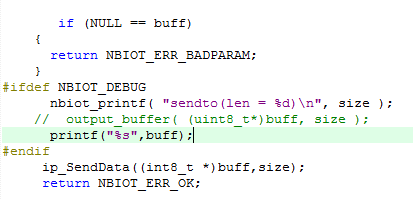 if (NULL == buff)
{
return NBIOT_ERR_BADPARAM;
}
#ifdef NBIOT_DEBUG
nbiot_printf( "sendto(len = %d)\n", size );
//  output_buffer( (uint8_t*)buff, size );
printf("%s",buff);
#endif
ip_SendData((int8_t *)buff,size);
return NBIOT_ERR_OK;